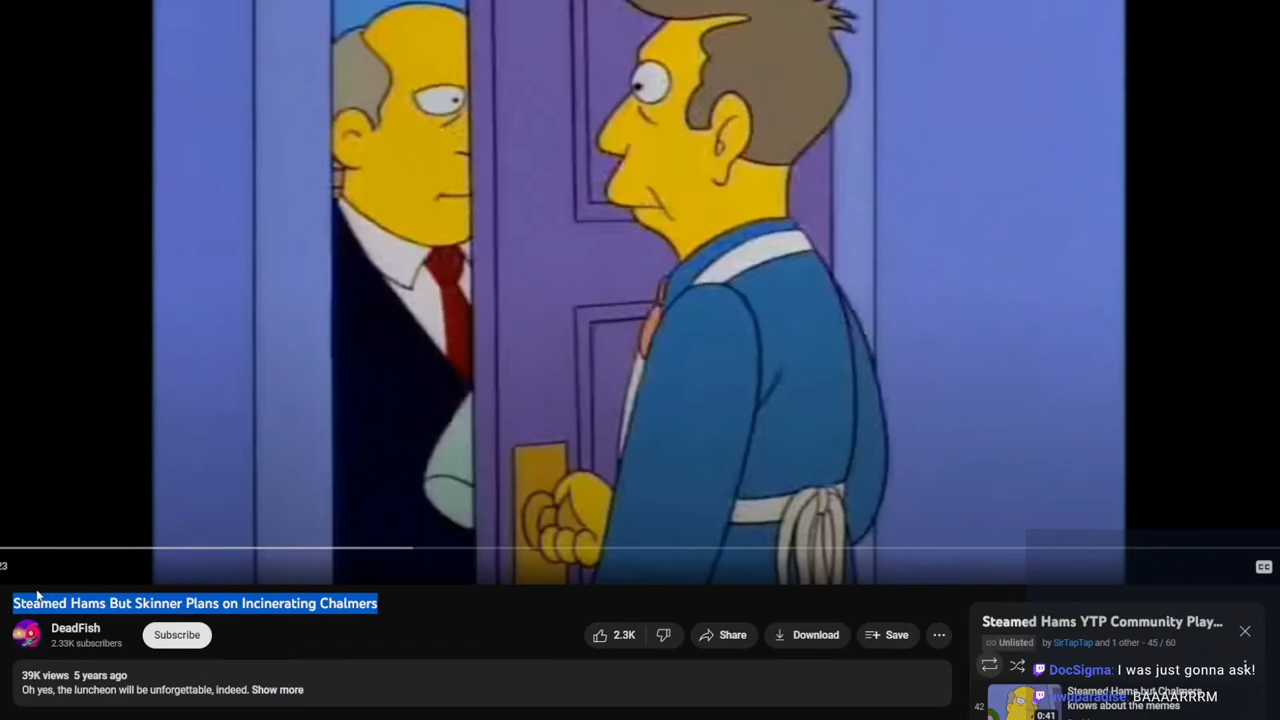 23
Steamed Hams But Skinner Plans on Incinerating Chalmers
DeadFish
2.33K subscribers
Subscribe
2.3K
Share
Download
Save
39K views 5 years ago
Oh yes, the luncheon will be unforgettable, indeed. Show more
CC
Steamed Hams YTP Community Play...
Unlisted by SirTapTap and 1 other - 45 / 60
DocSigma: I was just gonna ask!
BAAAARRRM
42
0:41
Steamed Hams but Chalmers
knows about the memes